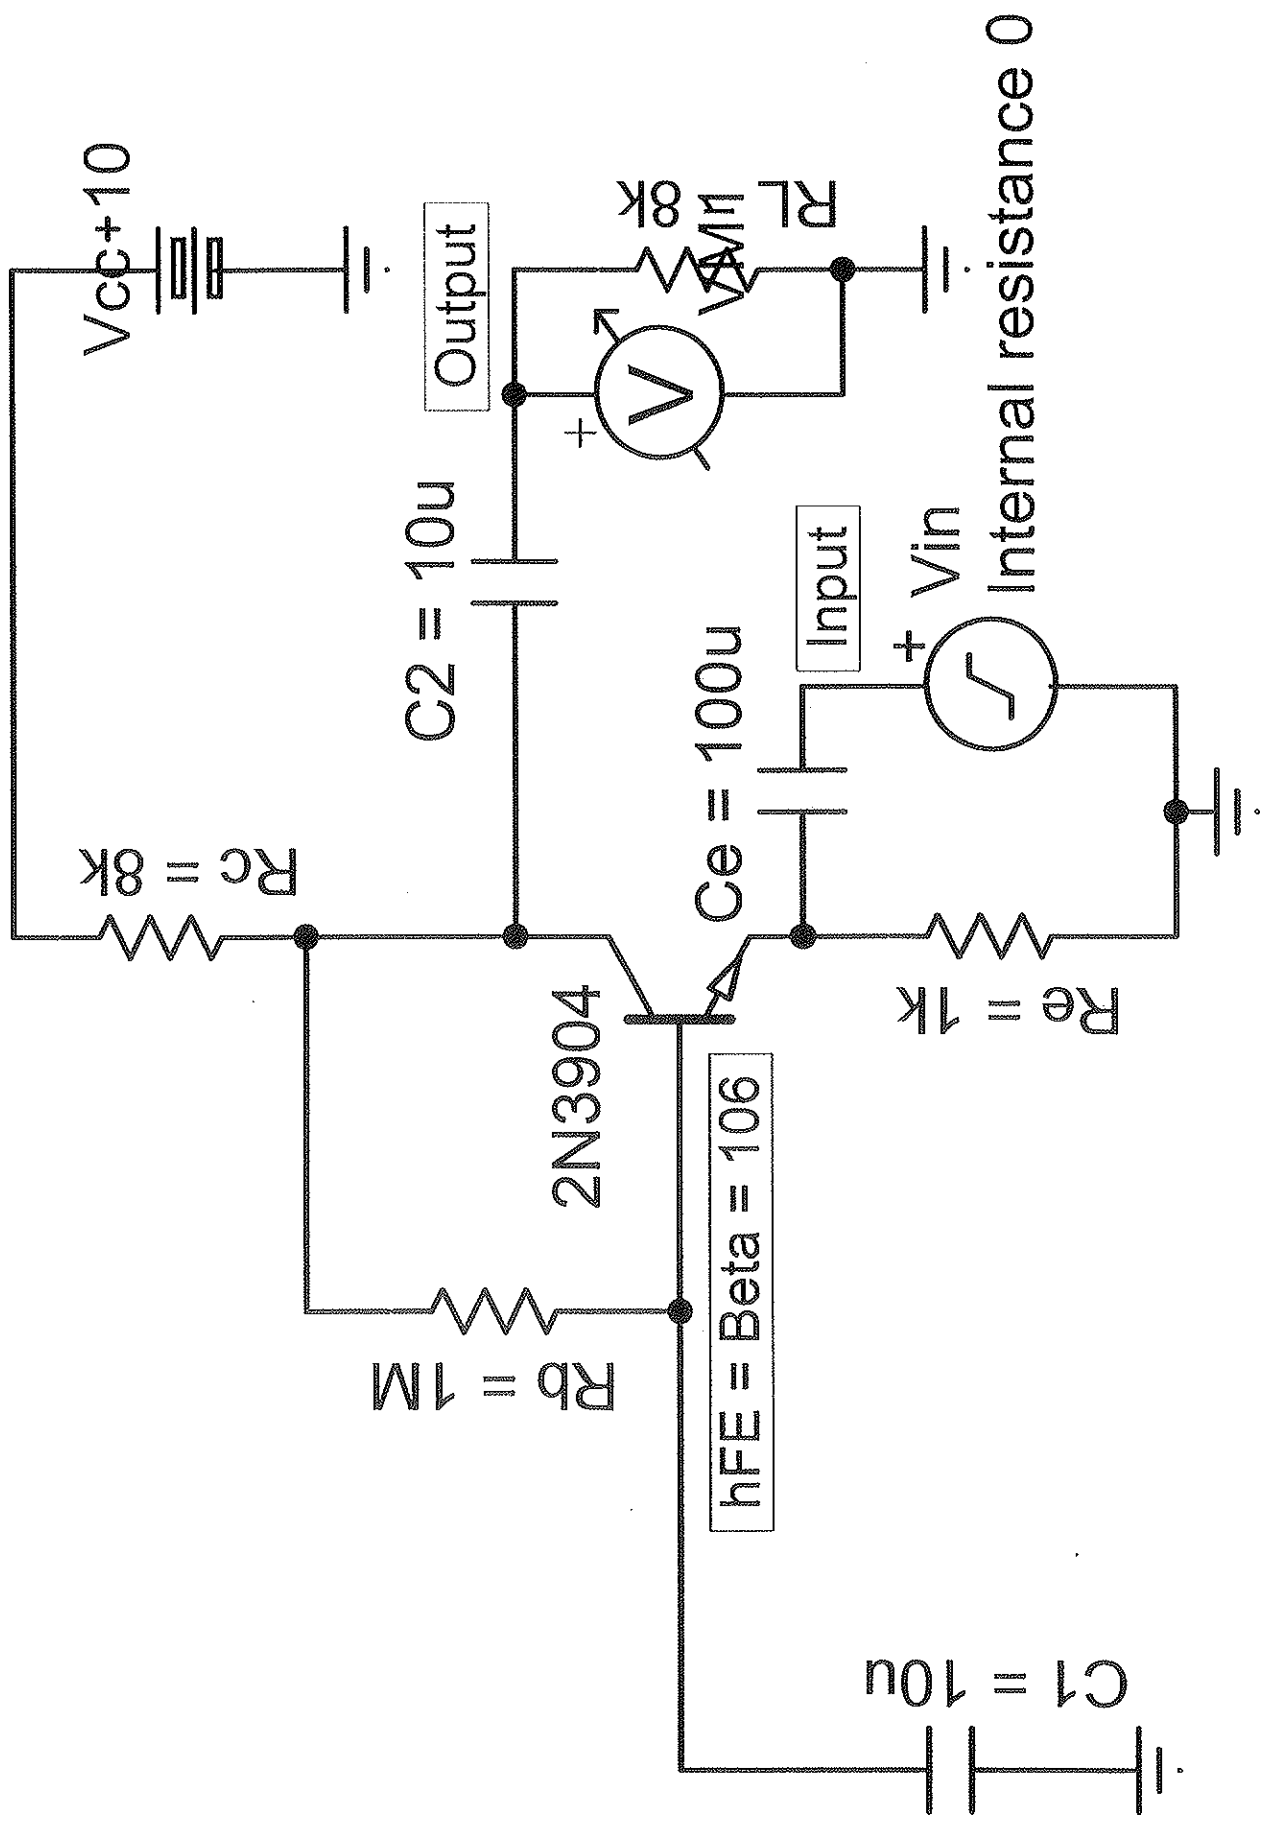 Vcc+10
Rc = 8k
C2 = 10u
Output
RL 8k
2N3904
Rb = 1M
hFE = Beta = 106
Ce = 100u
Input
Vin
Internal resistance 0
Re = 1k
C1 = 10u
V
+
+